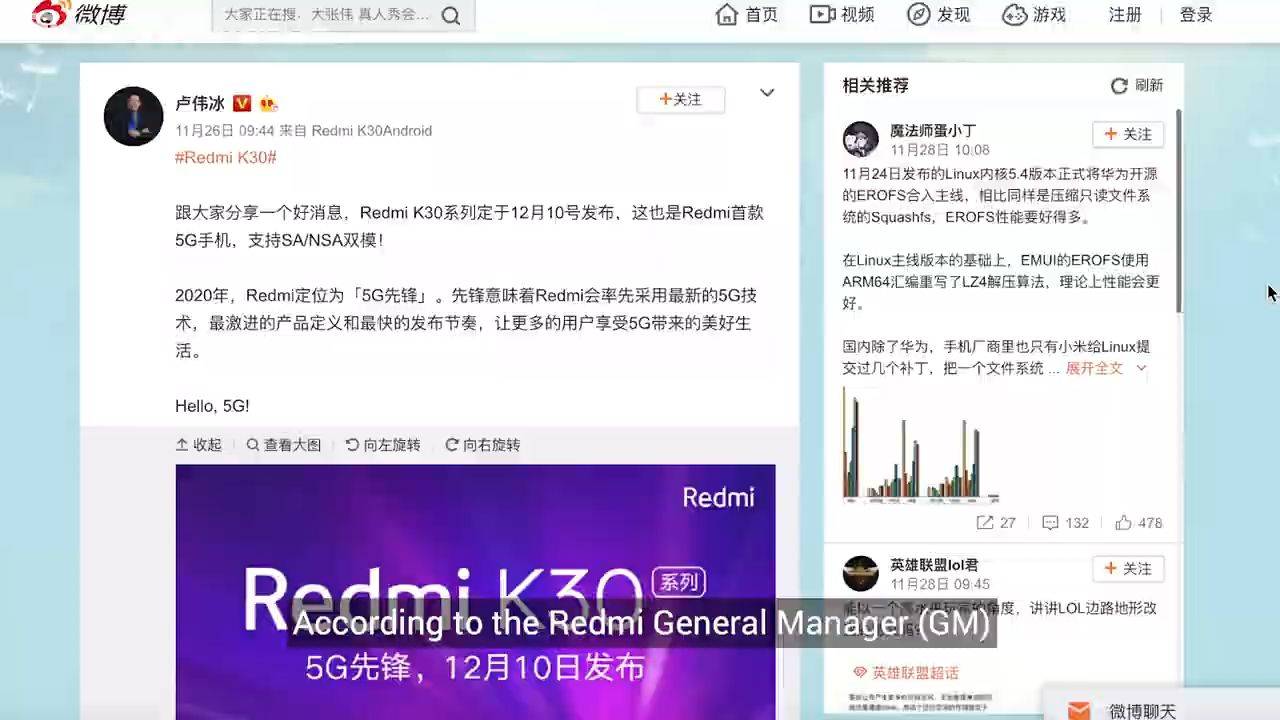 微博
大家正在搜：大张伟 真人秀会...
首页
视频
发现
游戏
注册
登录
卢伟冰
+关注
11月26日 09:44 来自 Redmi K30Android
#Redmi K30#
跟大家分享一个好消息，Redmi K30系列定于12月10号发布，这也是Redmi首款
5G手机，支持SA/NSA双模！
2020年，Redmi定位为「5G先锋」。先锋意味着Redmi会率先采用最新的5G技
术，最激进的产品定义和最快的发布节奏，让更多的用户享受5G带来的美好生
活。
Hello, 5G!
收起
查看大图
向左旋转
向右旋转
Redmi
Redmi K30 系列
5G先锋，12月10日发布
According to the Redmi General Manager (GM)
相关推荐
刷新
魔法师蛋小丁
+ 关注
11月28日 10:08
11月24日发布的Linux内核5.4版本正式将华为开源
的EROFS合入主线，相比同样是压缩只读文件系
统的Squashfs，EROFS性能要好得多。
在Linux主线版本的基础上，EMUI的EROFS使用
ARM64汇编重写了LZ4解压算法，理论上性能会更
好。
国内除了华为，手机厂商里也只有小米给Linux提
交过几个补丁，把一个文件系统 ... 展开全文
27
132
478
英雄联盟lol君
+ 关注
11月28日 09:45
角度，讲讲LOL边路地形改
英雄联盟超话
微博聊天